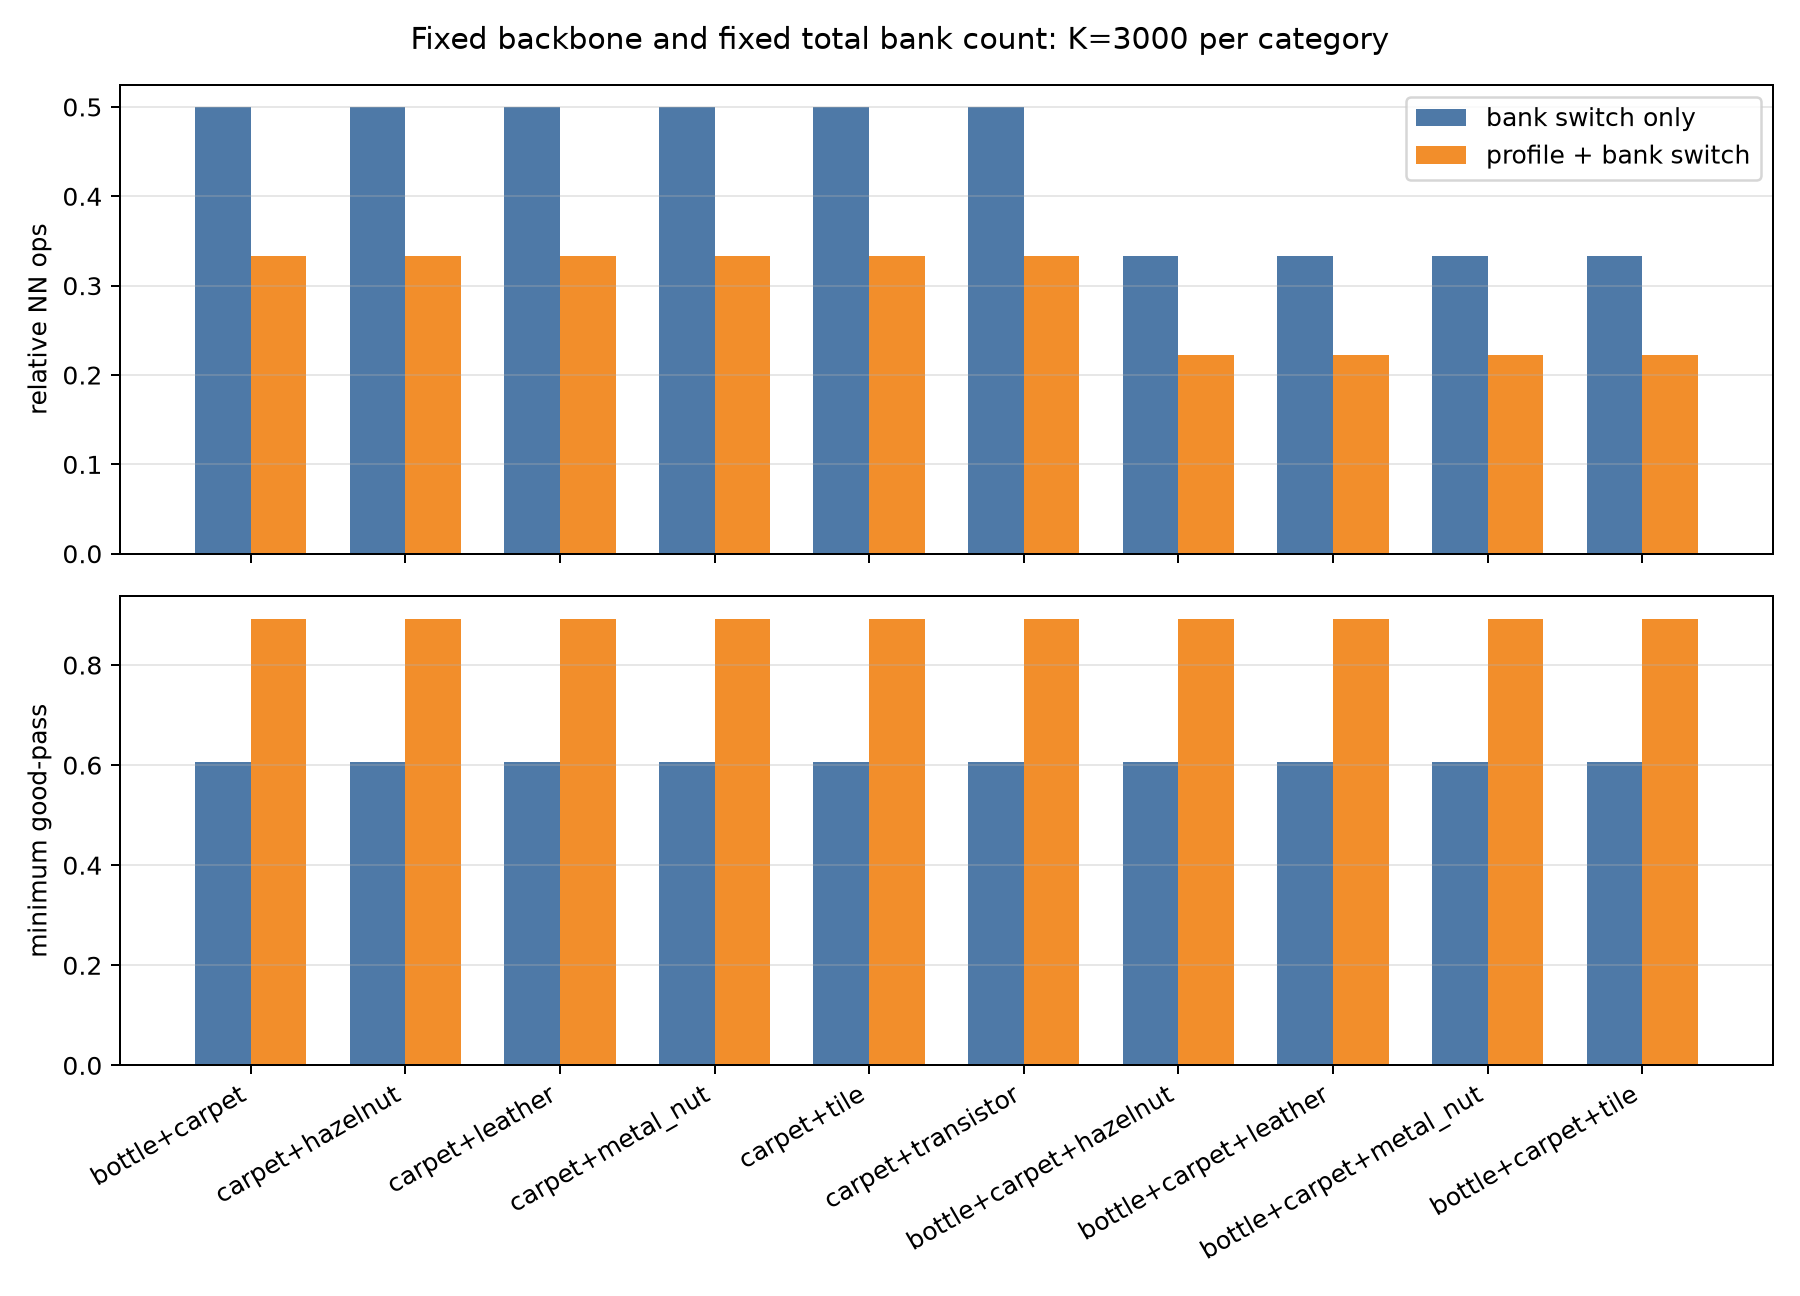 Fixed backbone and fixed total bank count: K=3000 per category
bank switch only
profile + bank switch
relative NN ops
0.5
0.4
0.3
0.2
0.1
0.0
minimum good-pass
0.8
0.6
0.4
0.2
0.0
bottle+carpet
carpet+hazelnut
carpet+leather
carpet+metal_nut
carpet+tile
carpet+transistor
bottle+carpet+hazelnut
bottle+carpet+leather
bottle+carpet+metal_nut
bottle+carpet+tile